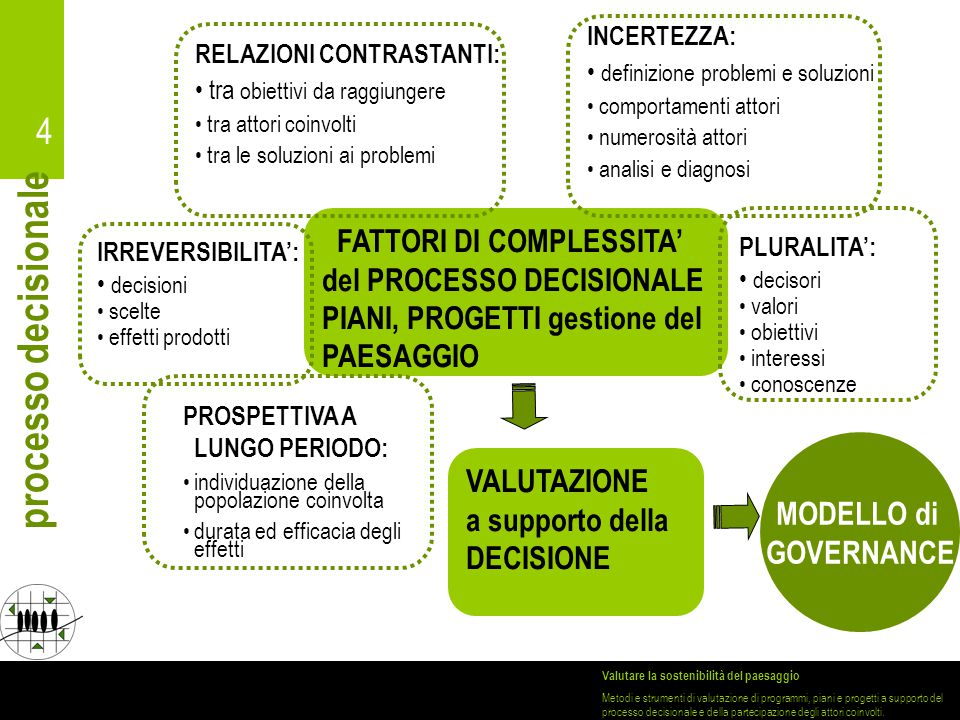 4
processo decisionale
RELAZIONI CONTRASTANTI:
• tra obiettivi da raggiungere
• tra attori coinvolti
• tra le soluzioni ai problemi
INCERTEZZA:
• definizione problemi e soluzioni
• comportamenti attori
• numerosità attori
• analisi e diagnosi
IRREVERSIBILITA’:
• decisioni
• scelte
• effetti prodotti
FATTORI DI COMPLESSITA’
del PROCESSO DECISIONALE
PIANI, PROGETTI gestione del
PAESAGGIO
PLURALITA’:
• decisori
• valori
• obiettivi
• interessi
• conoscenze
PROSPETTIVA A
LUNGO PERIODO:
• individuazione della
popolazione coinvolta
• durata ed efficacia degli
effetti
VALUTAZIONE
a supporto della
DECISIONE
MODELLO di
GOVERNANCE
Valutare la sostenibilità del paesaggio
Metodi e strumenti di valutazione di programmi, piani e progetti a supporto del
processo decisionale e della partecipazione degli attori coinvolti.